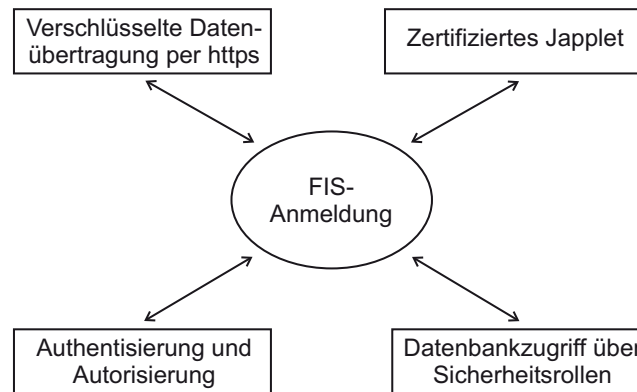 Verschlüsselte Daten-
übertragung per https
Zertifiziertes Japplet
FIS-
Anmeldung
Authentisierung und
Autorisierung
Datenbankzugriff über
Sicherheitsrollen